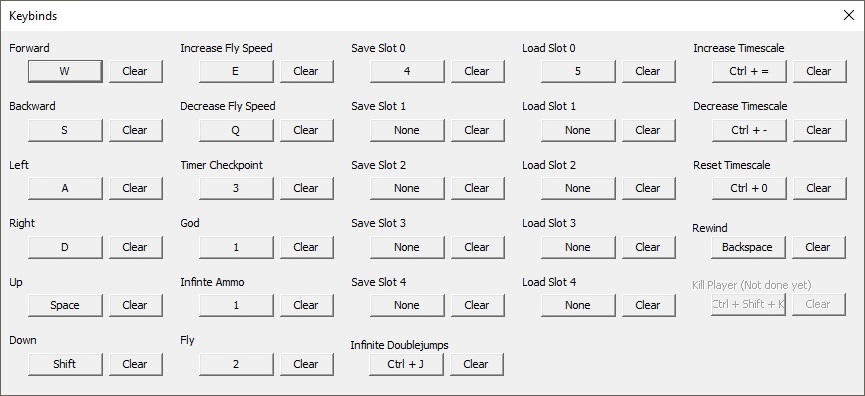 Keybinds
Forward Increase Fly Speed Save Slot 0 Load Slot 0 Increase Timescale
W Clear E Clear 4 Clear 5 Clear Ctrl + = Clear
Backward Decrease Fly Speed Save Slot 1 Load Slot 1 Decrease Timescale
S Clear Q Clear None Clear None Clear Ctrl + - Clear
Left Timer Checkpoint Save Slot 2 Load Slot 2 Reset Timescale
A Clear 3 Clear None Clear None Clear Ctrl + 0 Clear
Right God Save Slot 3 Load Slot 3 Rewind
D Clear 1 Clear None Clear None Clear Backspace Clear
Up Infinte Ammo Save Slot 4 Load Slot 4 Kill Player (Not done yet)
Space Clear 1 Clear None Clear None Clear Ctrl + Shift + K Clear
Down Fly Infinite Doublejumps
Shift Clear 2 Clear Ctrl + J Clear